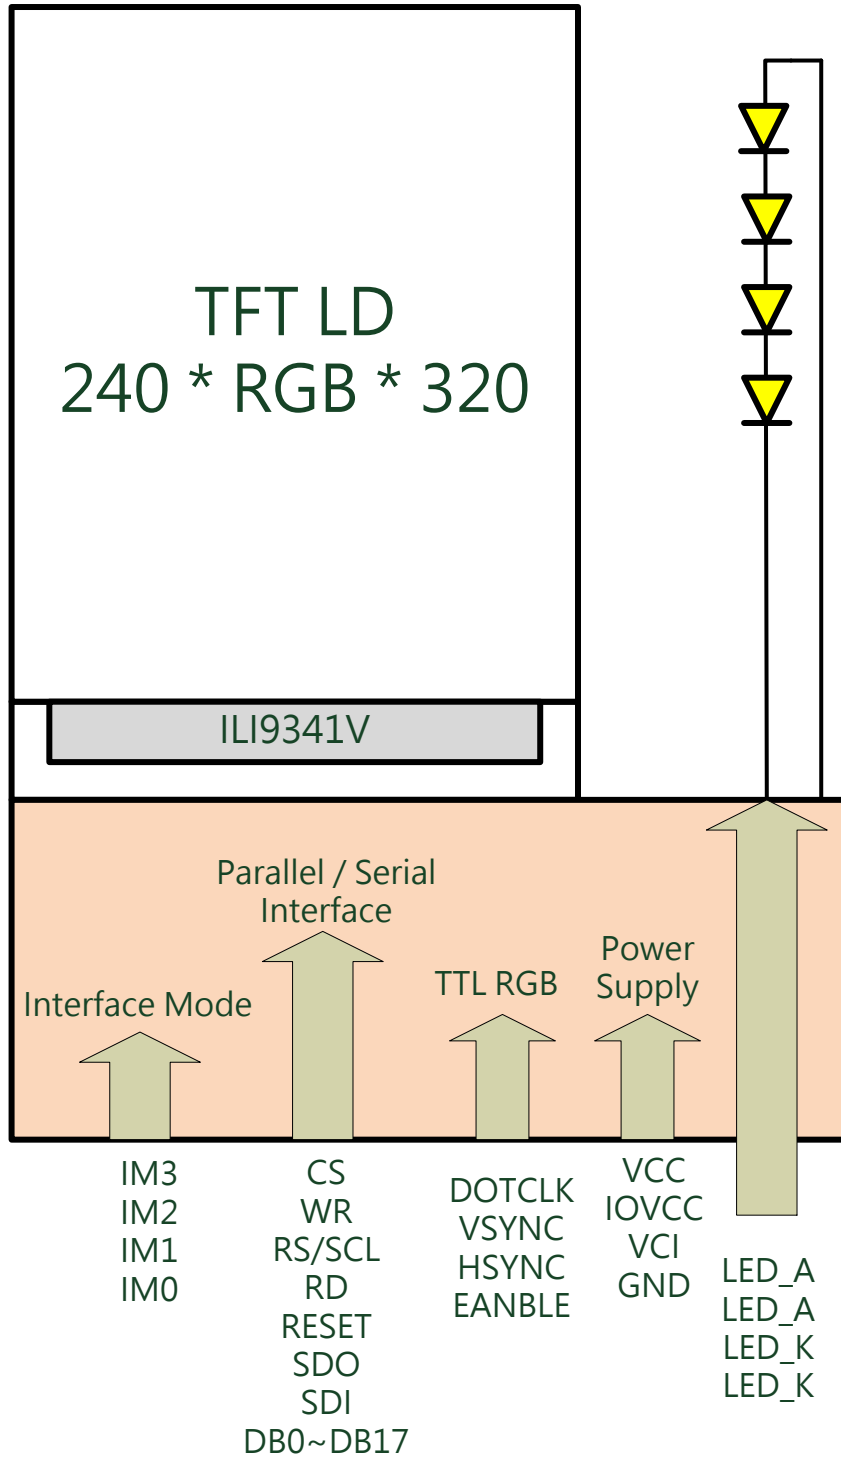 TFT LD
240 * RGB * 320
ILI9341V
Parallel / Serial
Interface
Interface Mode
TTL RGB
Power
Supply
IM3
IM2
IM1
IM0
CS
WR
RS/SCL
RD
RESET
SDO
SDI
DB0~DB17
DOTCLK
VSYNC
HSYNC
EANBLE
VCC
IOVCC
VCI
GND
LED_A
LED_A
LED_K
LED_K